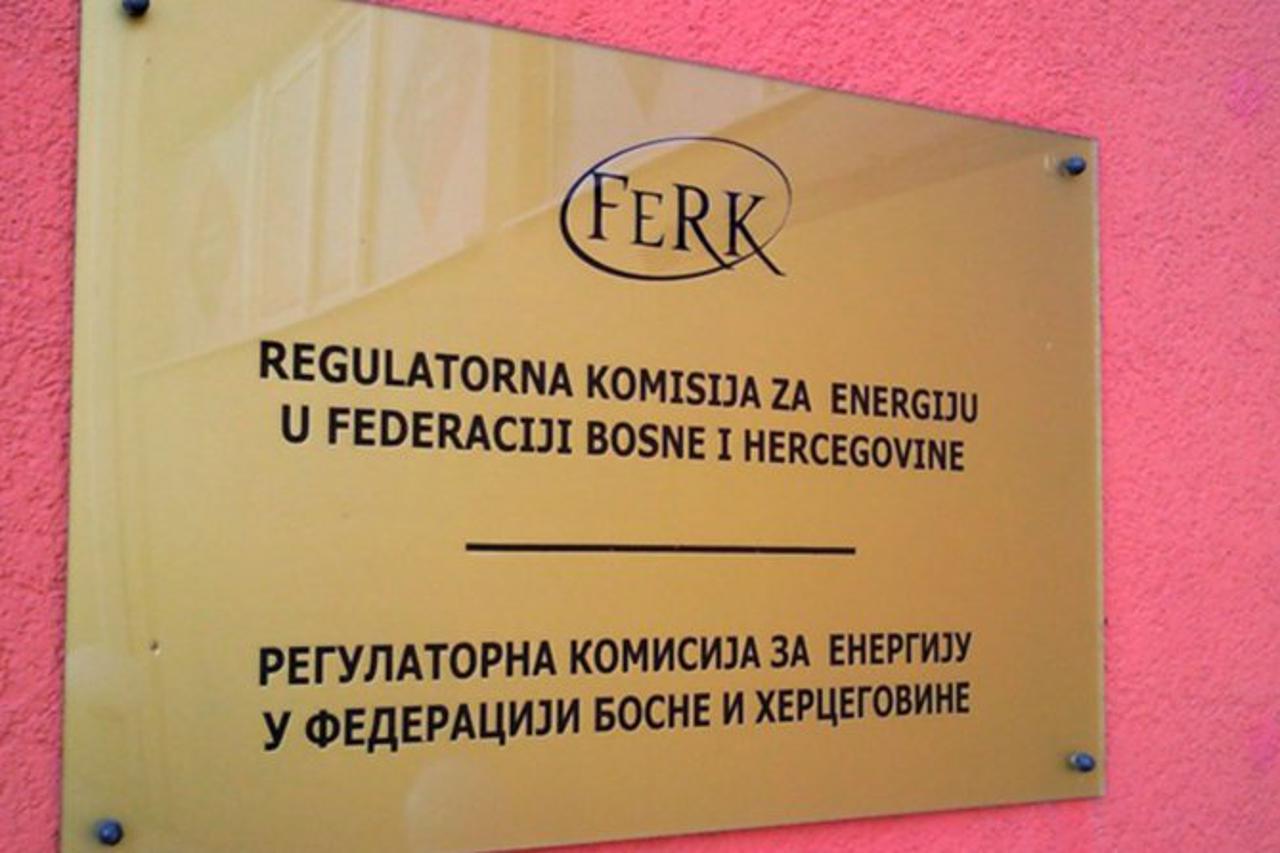 FERK
REGULATORNA KOMISIJA ZA ENERGIJU
U FEDERACIJI BOSNE I HERCEGOVINE
РЕГУЛАТОРНА КОМИСИЈА ЗА ЕНЕРГИЈУ
У ФЕДЕРАЦИЈИ БОСНЕ И ХЕРЦЕГОВИНЕ